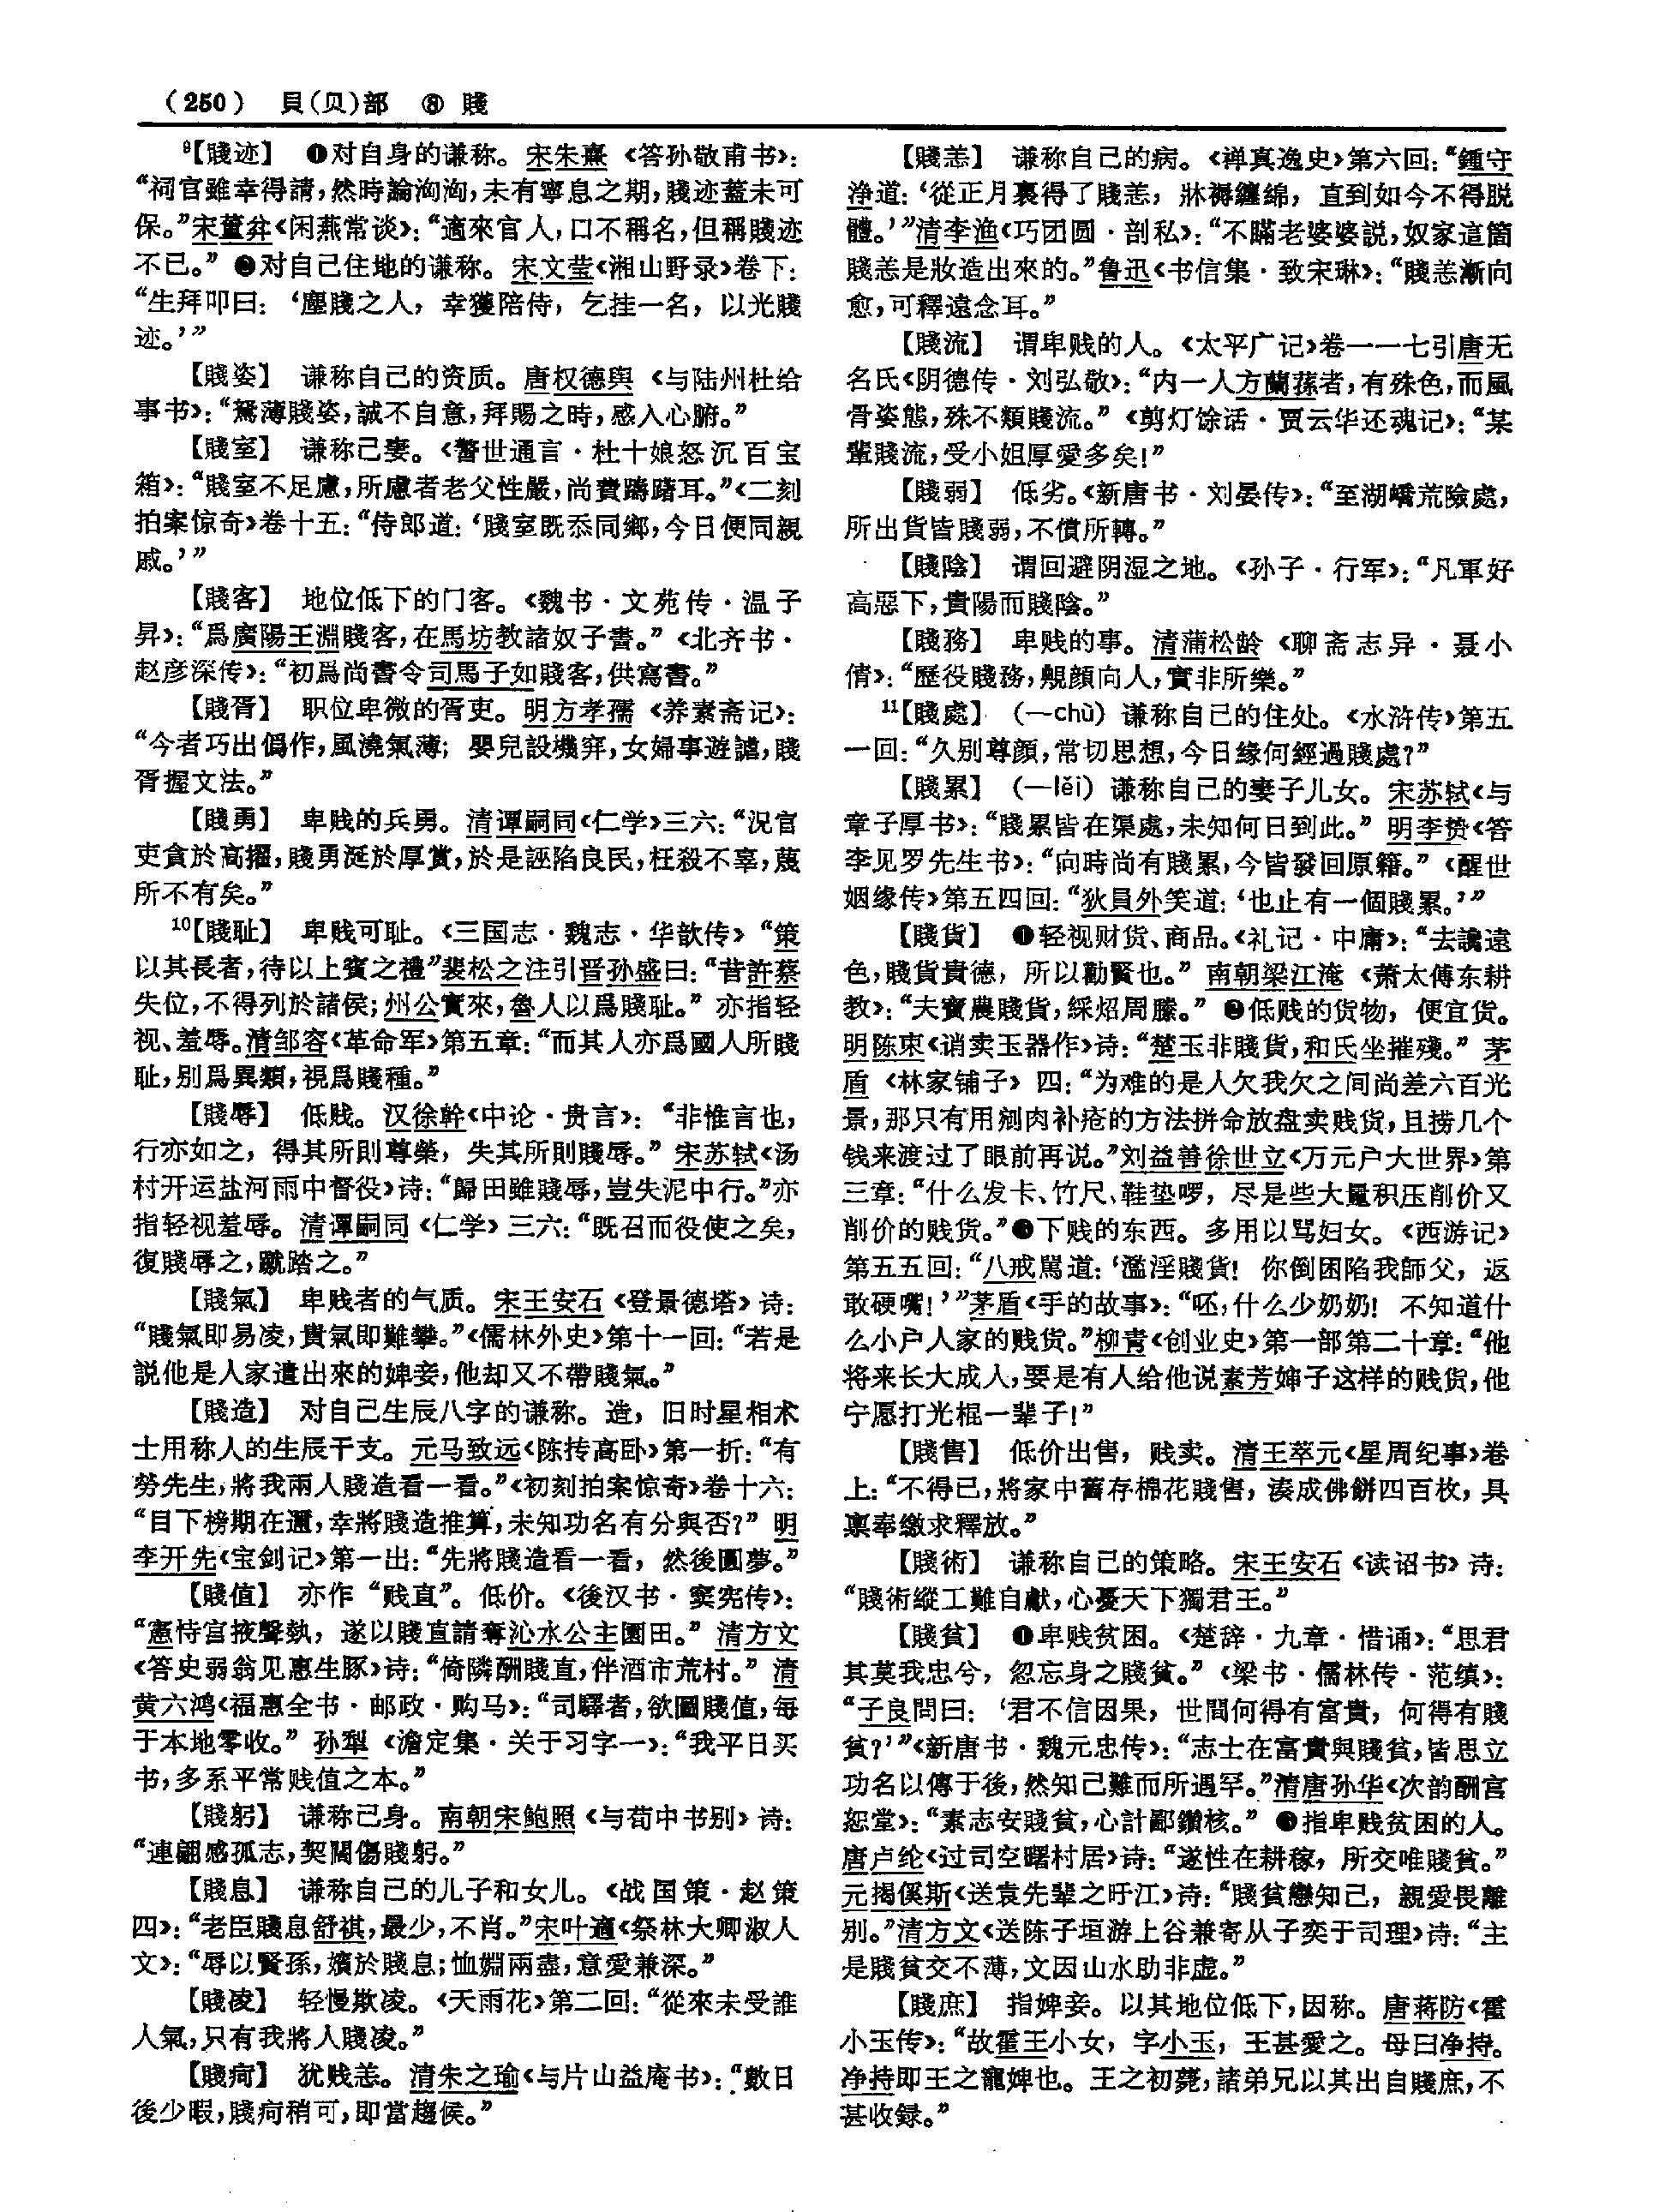 (250) 貝(贝)部 ⑧ 賤
⁹【賤迹】 ❶对自身的谦称。宋朱熹《答孙敬甫书》：
“祠官雖幸得請，然時論洶洶，未有寧息之期，賤迹蓋未可
保。”宋董弅《闲燕常谈》：“適來官人，口不稱名，但稱賤迹
不已。”❷对自己住地的谦称。宋文莹《湘山野录》卷下：
“生拜叩曰：‘塵賤之人，幸獲陪侍，乞挂一名，以光賤
迹。’”
【賤姿】 谦称自己的资质。唐权德舆《与陆州杜给
事书》：“駑薄賤姿，誠不自意，拜賜之時，感入心腑。”
【賤室】 谦称己妻。《警世通言·杜十娘怒沉百宝
箱》：“賤室不足慮，所慮者老父性嚴，尚費躊躇耳。”《二刻
拍案惊奇》卷十五：“侍郎道：‘賤室既忝同鄉，今日便同親
戚。’”
【賤客】 地位低下的门客。《魏书·文苑传·温子
昇》：“爲廣陽王淵賤客，在馬坊教諸奴子書。”《北齐书·
赵彦深传》：“初爲尚書令司馬子如賤客，供寫書。”
【賤胥】 职位卑微的胥吏。明方孝孺《养素斋记》：
“今者巧出僞作，風澆氣薄；嬰兒設機穽，女婦事遊謔，賤
胥握文法。”
【賤勇】 卑贱的兵勇。清谭嗣同《仁学》三六：“況官
吏貪於高擢，賤勇涎於厚賞，於是誣陷良民，枉殺不辜，蔑
所不有矣。”
¹⁰【賤耻】 卑贱可耻。《三国志·魏志·华歆传》“策
以其長者，待以上賓之禮”裴松之注引晋孙盛曰：“昔許蔡
失位，不得列於諸侯；州公實來，魯人以爲賤耻。”亦指轻
视、羞辱。清邹容《革命军》第五章：“而其人亦爲國人所賤
耻，别爲異類，視爲賤種。”
【賤辱】 低贱。汉徐幹《中论·贵言》：“非惟言也，
行亦如之，得其所則尊榮，失其所則賤辱。”宋苏轼《汤
村开运盐河雨中督役》诗：“歸田雖賤辱，豈失泥中行。”亦
指轻视羞辱。清谭嗣同《仁学》三六：“既召而役使之矣，
復賤辱之，蹴踏之。”
【賤氣】 卑贱者的气质。宋王安石《登景德塔》诗：
“賤氣即易凌，貴氣即難攀。”《儒林外史》第十一回：“若是
説他是人家遣出來的婢妾，他却又不帶賤氣。”
【賤造】 对自己生辰八字的谦称。造，旧时星相术
士用称人的生辰干支。元马致远《陈抟高卧》第一折：“有
勞先生，將我兩人賤造看一看。”《初刻拍案惊奇》卷十六：
“目下榜期在邇，幸將賤造推算，未知功名有分與否？”明
李开先《宝剑记》第一出：“先將賤造看一看，然後圓夢。”
【賤值】 亦作“贱直”。低价。《後汉书·窦宪传》：
“憲恃宫掖聲埶，遂以賤直請奪沁水公主園田。”清方文
《答史弱翁见惠生豚》诗：“倚隣酬賤直，伴酒市荒村。”清
黄六鸿《福惠全书·邮政·购马》：“司驛者，欲圖賤值，每
于本地零收。”孙犁《澹定集·关于习字一》：“我平日买
书，多系平常贱值之本。”
【賤躬】 谦称己身。南朝宋鲍照《与荀中书别》诗：
“連翩感孤志，契闊傷賤躬。”
【賤息】 谦称自己的儿子和女儿。《战国策·赵策
四》：“老臣賤息舒祺，最少，不肖。”宋叶適《祭林大卿淑人
文》：“辱以賢孫，嬪於賤息；恤姻兩盡，意愛兼深。”
【賤凌】 轻慢欺凌。《天雨花》第二回：“從來未受誰
人氣，只有我將人賤凌。”
【賤疴】 犹贱恙。清朱之瑜《与片山益庵书》：“數日
後少暇，賤疴稍可，即當趨候。”
【賤恙】 谦称自己的病。《禅真逸史》第六回：“鍾守
净道：‘從正月裏得了賤恙，牀褥纏綿，直到如今不得脱
體。’”清李渔《巧团圆·剖私》：“不瞞老婆婆説，奴家這箇
賤恙是妝造出來的。”鲁迅《书信集·致宋琳》：“賤恙漸向
愈，可釋遠念耳。”
【賤流】 谓卑贱的人。《太平广记》卷一一七引唐无
名氏《阴德传·刘弘敬》：“内一人方蘭蓀者，有殊色，而風
骨姿態，殊不類賤流。”《剪灯馀话·贾云华还魂记》：“某
輩賤流，受小姐厚愛多矣！”
【賤弱】 低劣。《新唐书·刘晏传》：“至湖嶠荒險處，
所出貨皆賤弱，不償所轉。”
【賤陰】 谓回避阴湿之地。《孙子·行军》：“凡軍好
高惡下，貴陽而賤陰。”
【賤務】 卑贱的事。清蒲松龄《聊斋志异·聂小
倩》：“歷役賤務，覥顔向人，實非所樂。”
¹¹【賤處】 (一chù) 谦称自己的住处。《水浒传》第五
一回：“久别尊顔，常切思想，今日緣何經過賤處？”
【賤累】 (一lěi) 谦称自己的妻子儿女。宋苏轼《与
章子厚书》：“賤累皆在渠處，未知何日到此。”明李贽《答
李见罗先生书》：“向時尚有賤累，今皆發回原籍。”《醒世
姻缘传》第五四回：“狄員外笑道：‘也止有一個賤累。’”
【賤貨】 ❶轻视财货、商品。《礼记·中庸》：“去讒遠
色，賤貨貴德，所以勸賢也。”南朝梁江淹《萧太傅东耕
教》：“夫寶農賤貨，綵炤周縢。”❷低贱的货物，便宜货。
明陈束《诮卖玉器作》诗：“楚玉非賤貨，和氏坐摧殘。”茅
盾《林家铺子》四：“为难的是人欠我欠之间尚差六百光
景，那只有用剜肉补疮的方法拼命放盘卖贱货，且捞几个
钱来渡过了眼前再说。”刘益善徐世立《万元户大世界》第
三章：“什么发卡、竹尺、鞋垫啰，尽是些大量积压削价又
削价的贱货。”❸下贱的东西。多用以骂妇女。《西游记》
第五五回：“八戒罵道：‘濫淫賤貨！你倒困陷我師父，返
敢硬嘴！’”茅盾《手的故事》：“呸，什么少奶奶！不知道什
么小户人家的贱货。”柳青《创业史》第一部第二十章：“他
将来长大成人，要是有人给他说素芳婶子这样的贱货，他
宁愿打光棍一辈子！”
【賤售】 低价出售，贱卖。清王萃元《星周纪事》卷
上：“不得已，將家中舊存棉花賤售，湊成佛餅四百枚，具
稟奉繳求釋放。”
【賤術】 谦称自己的策略。宋王安石《读诏书》诗：
“賤術縱工難自獻，心憂天下獨君王。”
【賤貧】 ❶卑贱贫困。《楚辞·九章·惜诵》：“思君
其莫我忠兮，忽忘身之賤貧。”《梁书·儒林传·范缜》：
“子良問曰：‘君不信因果，世間何得有富貴，何得有賤
貧？’”《新唐书·魏元忠传》：“志士在富貴與賤貧，皆思立
功名以傳于後，然知己難而所遇罕。”清唐孙华《次韵酬宫
恕堂》：“素志安賤貧，心計鄙鑽核。”❷指卑贱贫困的人。
唐卢纶《过司空曙村居》诗：“遂性在耕稼，所交唯賤貧。”
元揭傒斯《送袁先辈之旴江》诗：“賤貧戀知己，親愛畏離
别。”清方文《送陈子垣游上谷兼寄从子奕于司理》诗：“主
是賤貧交不薄，文因山水助非虚。”
【賤庶】 指婢妾。以其地位低下，因称。唐蒋防《霍
小玉传》：“故霍王小女，字小玉，王甚愛之。母曰净持。
净持即王之寵婢也。王之初薨，諸弟兄以其出自賤庶，不
甚收録。”